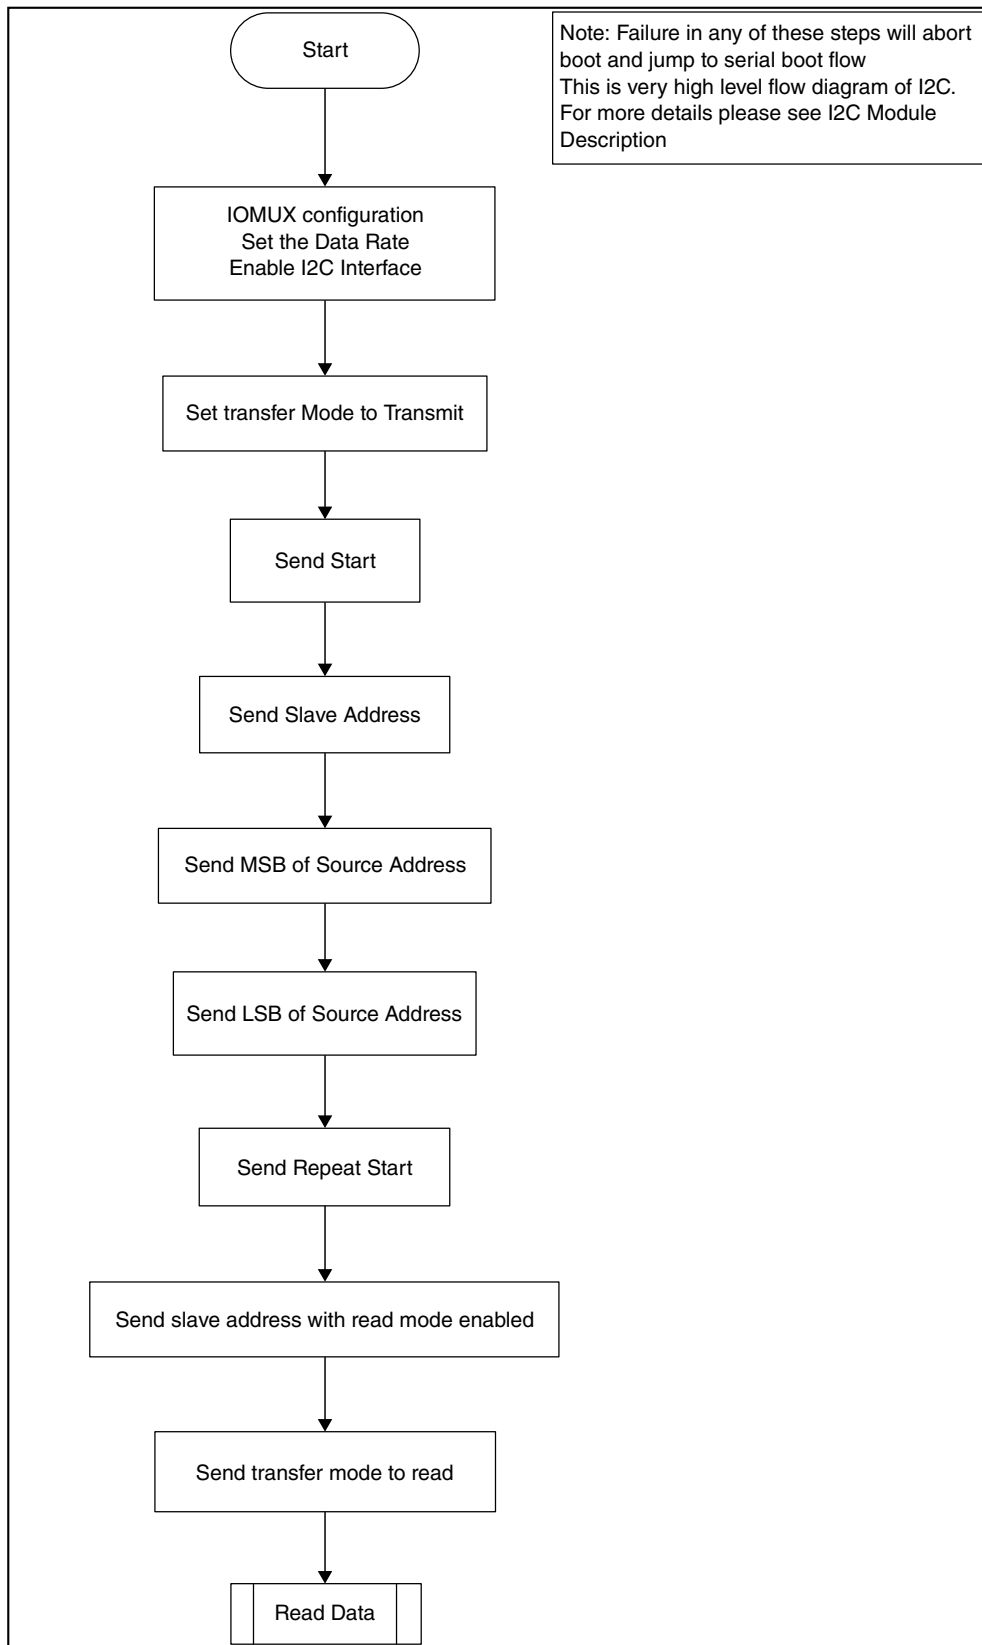 Start
Note: Failure in any of these steps will abort
boot and jump to serial boot flow
This is very high level flow diagram of I2C.
For more details please see I2C Module
Description
IOMUX configuration
Set the Data Rate
Enable I2C Interface
Set transfer Mode to Transmit
Send Start
Send Slave Address
Send MSB of Source Address
Send LSB of Source Address
Send Repeat Start
Send slave address with read mode enabled
Send transfer mode to read
Read Data